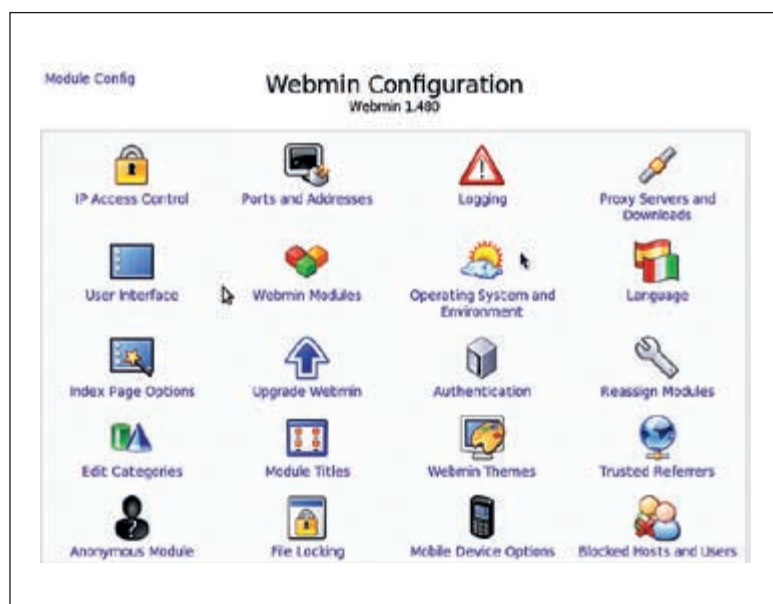 Module Config
Webmin Configuration
Webmin 1.480
IP Access Control
Ports and Addresses
Logging
Proxy Servers and
Downloads
User Interface
Webmin Modules
Operating System and
Environment
Language
Index Page Options
Upgrade Webmin
Authentication
Reassign Modules
Edit Categories
Module Titles
Webmin Themes
Trusted Referrers
Anonymous Module
File Locking
Mobile Device Options
Blocked Hosts and Users